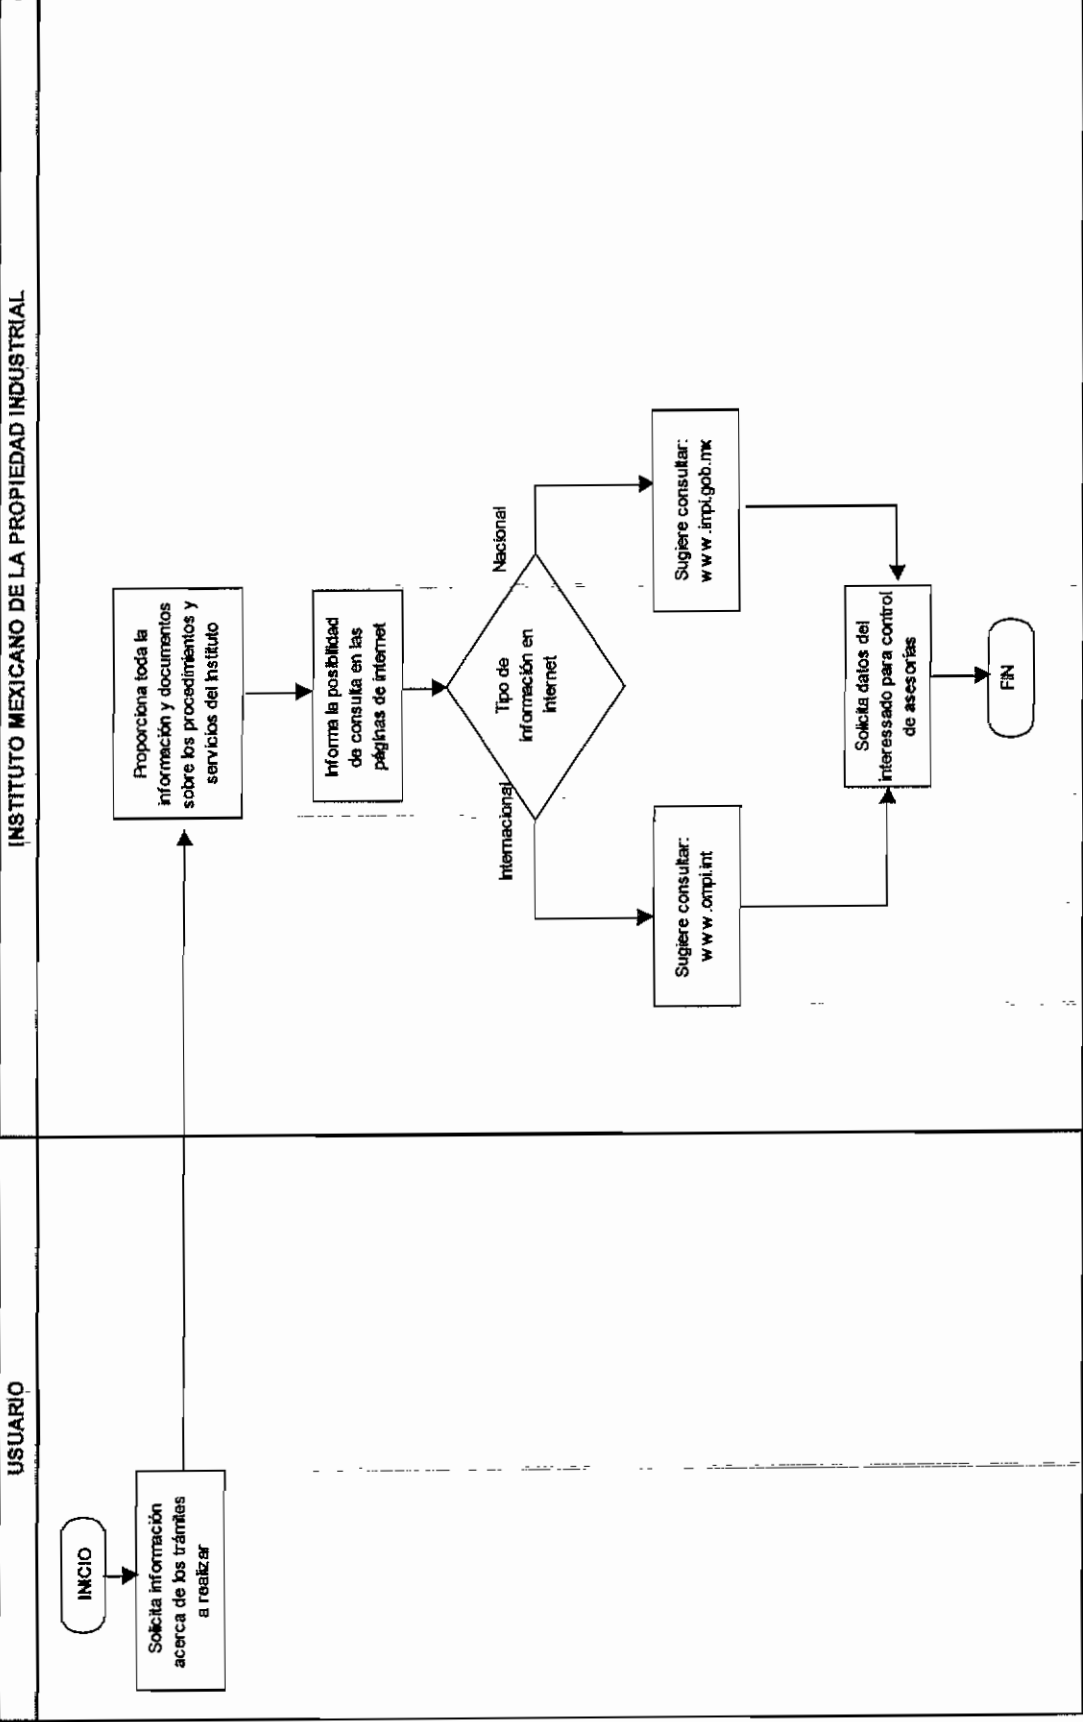 USUARIO
INSTITUTO MEXICANO DE LA PROPIEDAD INDUSTRIAL
INICIO
Solicita información
acerca de los trámites
a realizar
Proporciona toda la
información y documentos
sobre los procedimientos y
servicios del Instituto
Informa la posibilidad
de consulta en las
páginas de internet
Tipo de
información en
internet
Internacional
Nacional
Sugiere consultar:
www.ompi.int
Sugiere consultar:
www.impi.gob.mx
Solicita datos del
interessado para control
de asesorías
FIN